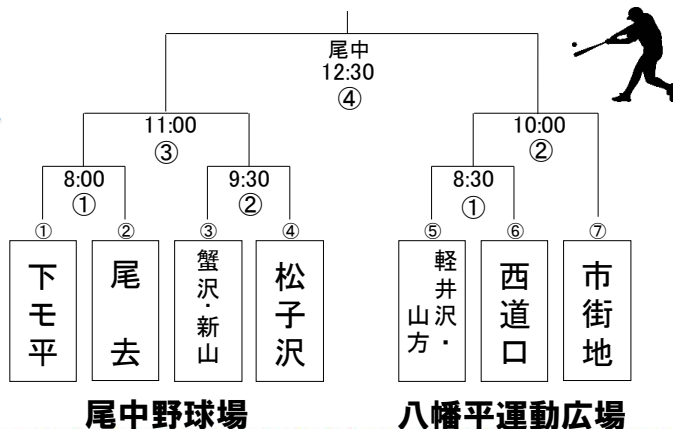 尾中
12:30
④
11:00
③
10:00
②
8:00
①
9:30
②
8:30
①
①
②
③
④
⑤
⑥
⑦
下モ平
尾去
蟹沢・新山
松子沢
軽井沢・
山方
西道口
市街地
尾中野球場
八幡平運動広場